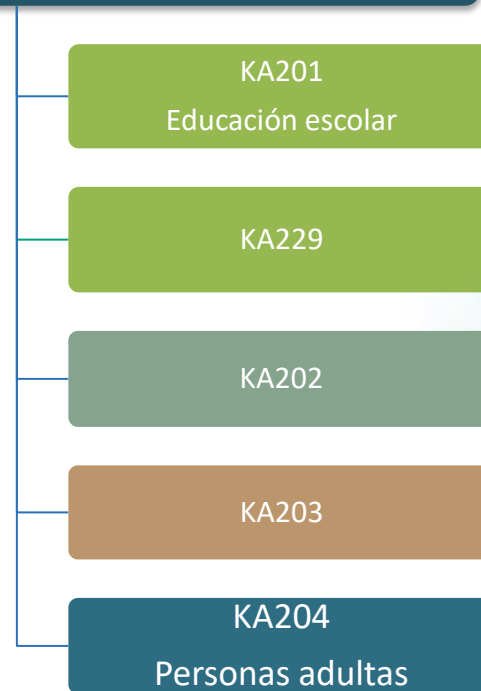 KA201
Educación escolar
KA229
KA202
KA203
KA204
Personas adultas